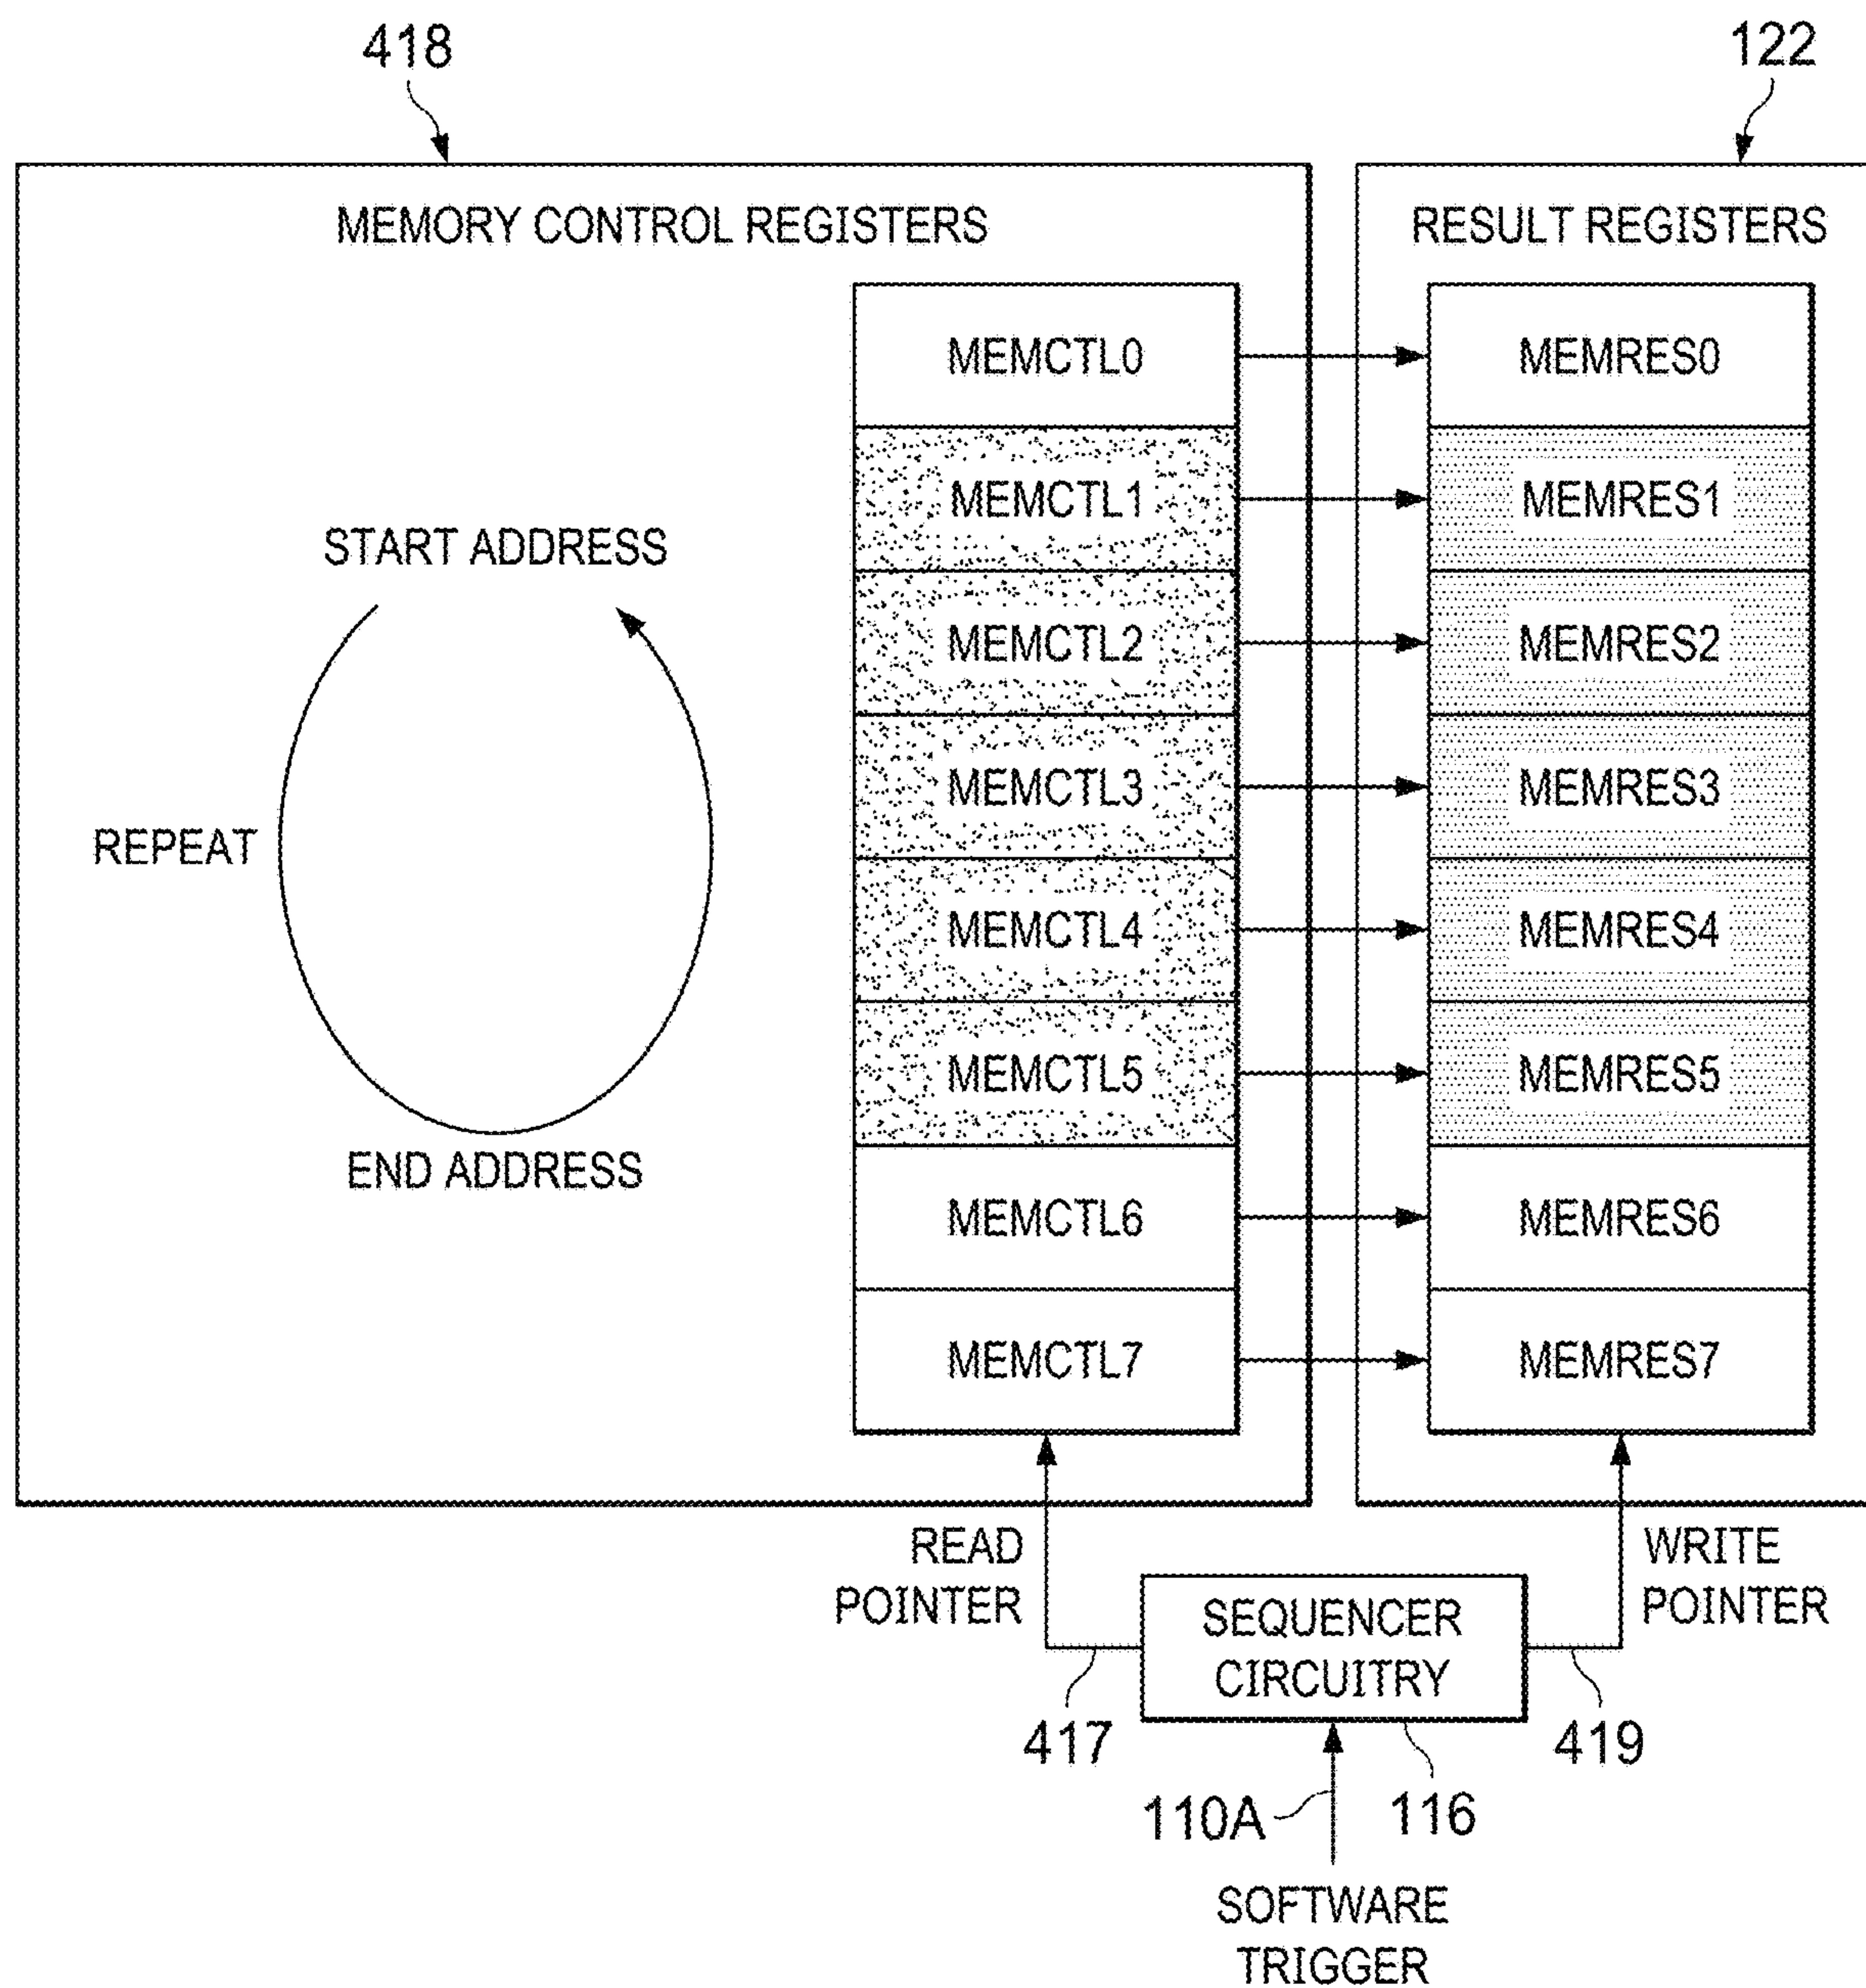 418
122
MEMORY CONTROL REGISTERS
RESULT REGISTERS
MEMCTL0
MEMRES0
MEMCTL1
MEMRES1
START ADDRESS
MEMCTL2
MEMRES2
MEMCTL3
MEMRES3
REPEAT
MEMCTL4
MEMRES4
MEMCTL5
MEMRES5
END ADDRESS
MEMCTL6
MEMRES6
MEMCTL7
MEMRES7
READ
POINTER
WRITE
POINTER
SEQUENCER
CIRCUITRY
417
419
110A
116
SOFTWARE
TRIGGER